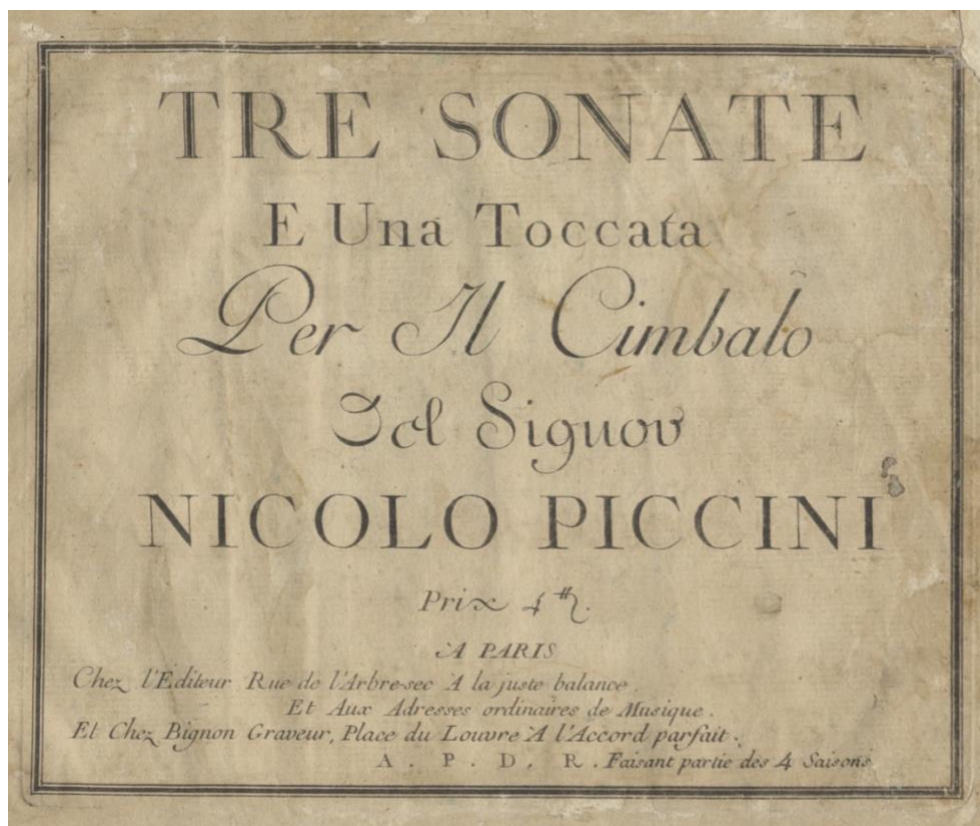 TRE SONATE
E Una Toccata
Per Il Cimbalo
Del Signor
NICOLO PICCINI
Prix 4₶.
A PARIS
Chez l'Editeur Rue de l'Arbre-sec A la juste balance.
Et Aux Adresses ordinaires de Musique.
Et Chez Bignon Graveur, Place du Louvre A l'Accord parfait.
A. P. D. R. Faisant partie des 4 Saisons